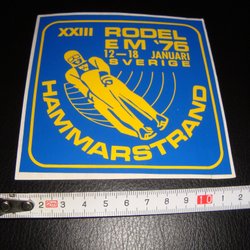 XXIII RODEL
EM '76
12-18 JANUARI
SVERIGE
HAMMARSTRAND
2 3 4 5 6 7 8 9 10 1 2